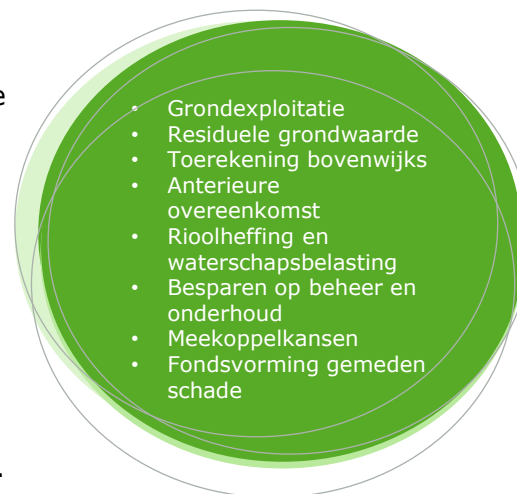 e
• Grondexploitatie
• Residuele grondwaarde
• Toerekening bovenwijks
• Anterieure
overeenkomst
• Rioolheffing en
waterschapsbelasting
• Besparen op beheer en
onderhoud
• Meekoppelkansen
• Fondsvorming gemeden
schade
.